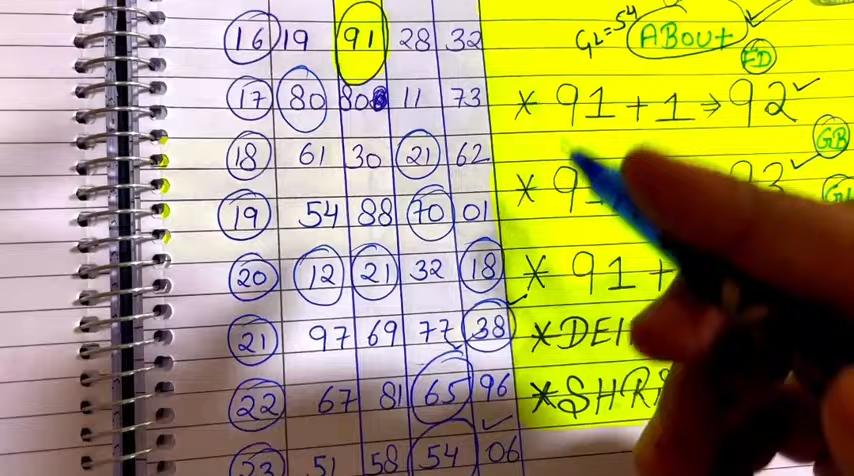 16 19 91 28 32
GL=54 ABout
FD
17 80 80 11 73
* 91 + 1 ⇒ 92 ✓
GB
18 61 30 21 62
* 93 ✓
19 54 88 70 01
20 12 21 32 18
* 91 +
21 97 69 77 38
22 67 81 65 96
23 51 58 54 06